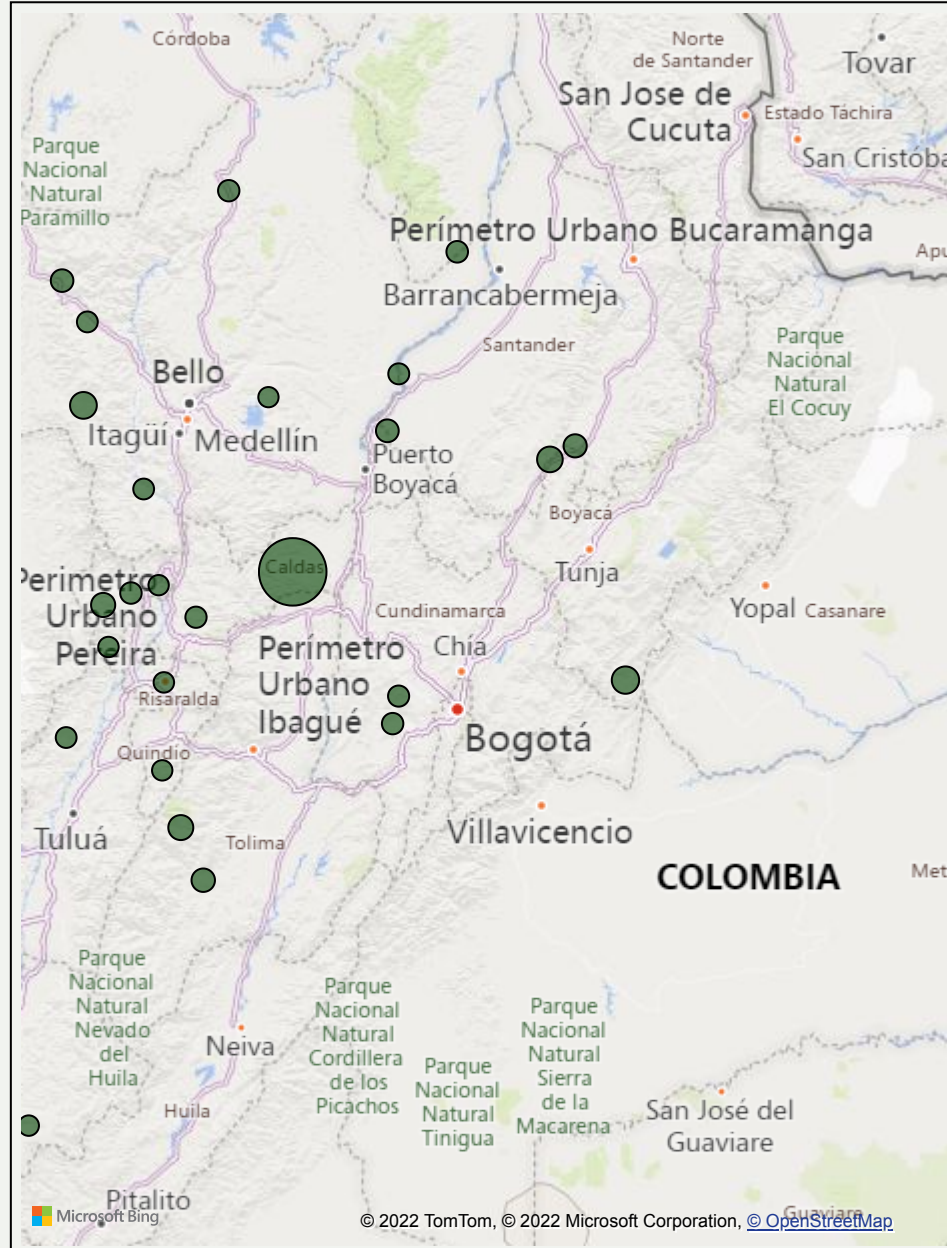 Córdoba
Norte
de Santander
Tovar
San Jose de
Cucuta
Estado Táchira
San Cristóba
Parque
Nacional
Natural
Paramillo
Perímetro Urbano Bucaramanga
Apu
Barrancabermeja
Santander
Parque
Nacional
Natural
El Cocuy
Bello
Itagüí
Medellín
Puerto
Boyacá
Boyacá
Tunja
Caldas
Perimetro
Urbano
Pereira
Cundinamarca
Yopal
Casanare
Chía
Perímetro
Urbano
Ibagué
Risaralda
Bogotá
Quindio
Tuluá
Tolima
Villavicencio
COLOMBIA
Met
Parque
Nacional
Natural
Nevado
del
Huila
Neiva
Parque
Nacional
Natural
Cordillera
de los
Picachos
Parque
Nacional
Natural
Tinigua
Parque
Nacional
Natural
Sierra
de la
Macarena
San José del
Guaviare
Huila
Pitalito
Guaviare
Microsoft Bing
© 2022 TomTom, © 2022 Microsoft Corporation, © OpenStreetMap